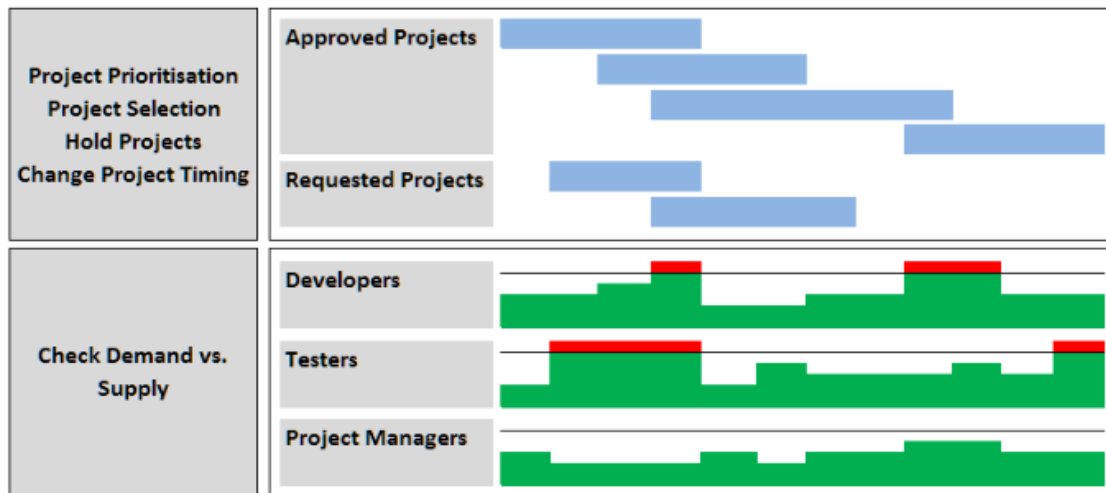 Project Prioritisation
Project Selection
Hold Projects
Change Project Timing
Approved Projects
Requested Projects
Check Demand vs.
Supply
Developers
Testers
Project Managers